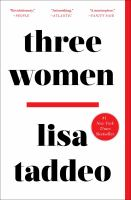 "Revolutionary." "Astonishing." "A masterpiece."
—PEOPLE —ATLANTIC —VANITY FAIR
three
women
#1
New York
Times
Bestseller
lisa
taddeo